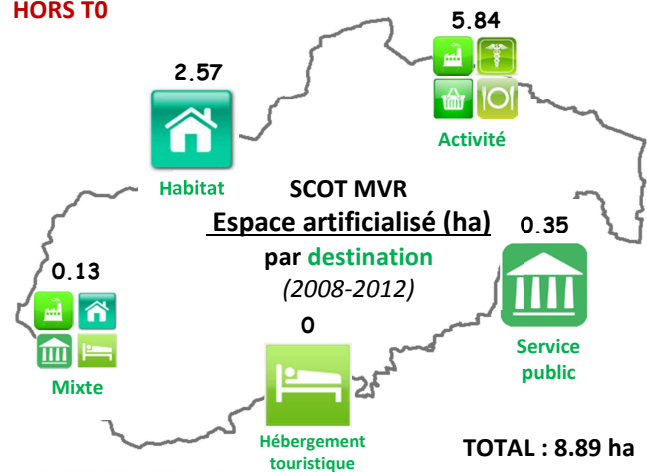 HORS T0
5.84
2.57
Activité
Habitat
SCOT MVR
Espace artificialisé (ha)
par destination
(2008-2012)
0.35
0.13
0
Service
public
Mixte
Hébergement
touristique
TOTAL : 8.89 ha